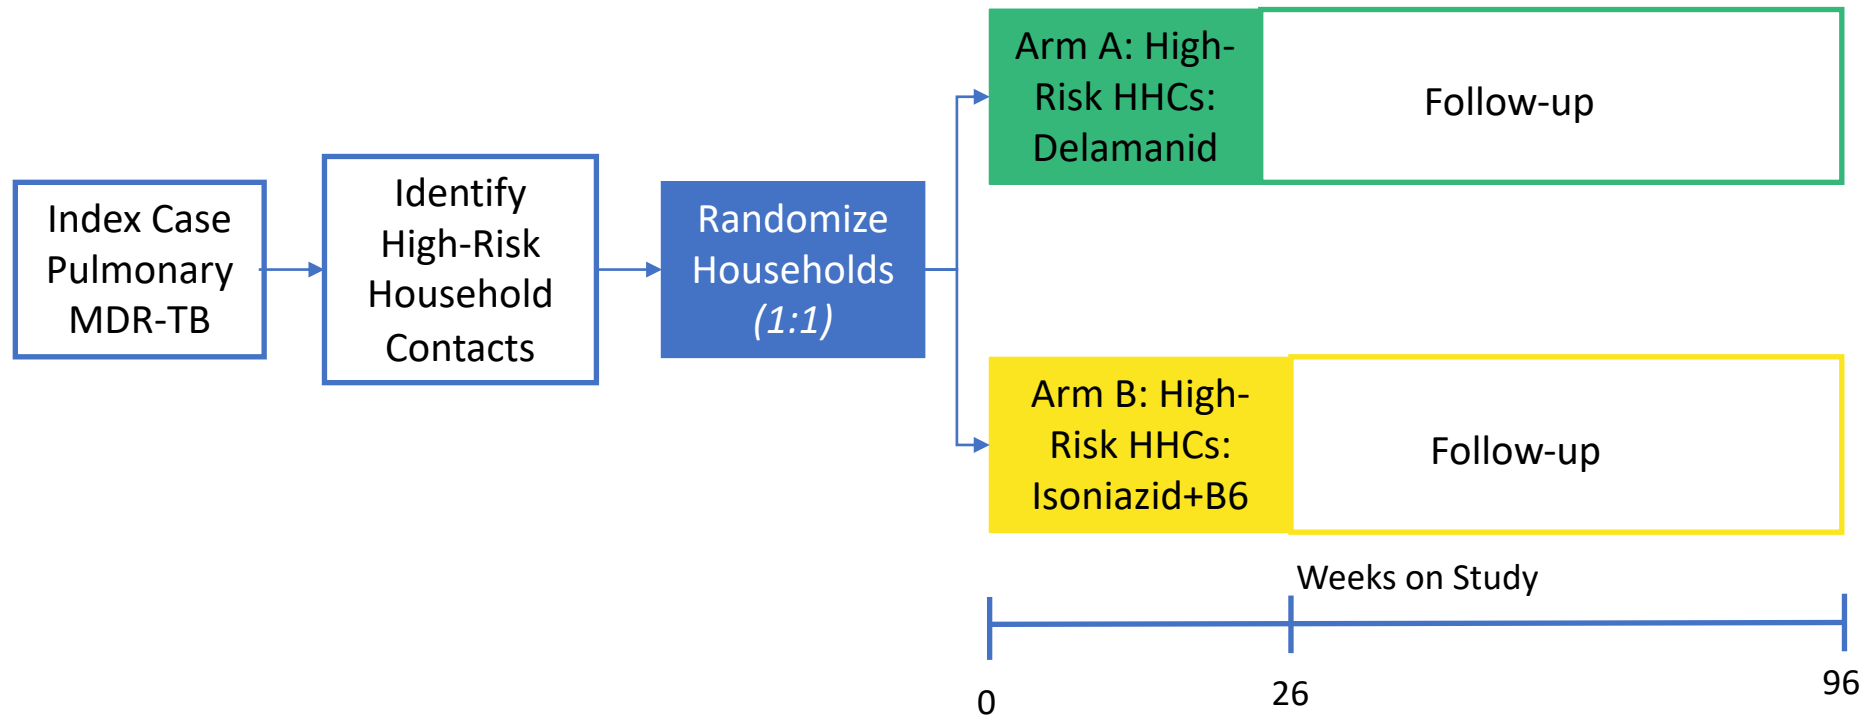 Index Case
Pulmonary
MDR-TB
Identify
High-Risk
Household
Contacts
Randomize
Households
(1:1)
Arm A: High-
Risk HHCs:
Delamanid
Follow-up
Arm B: High-
Risk HHCs:
Isoniazid+B6
Follow-up
Weeks on Study
0
26
96